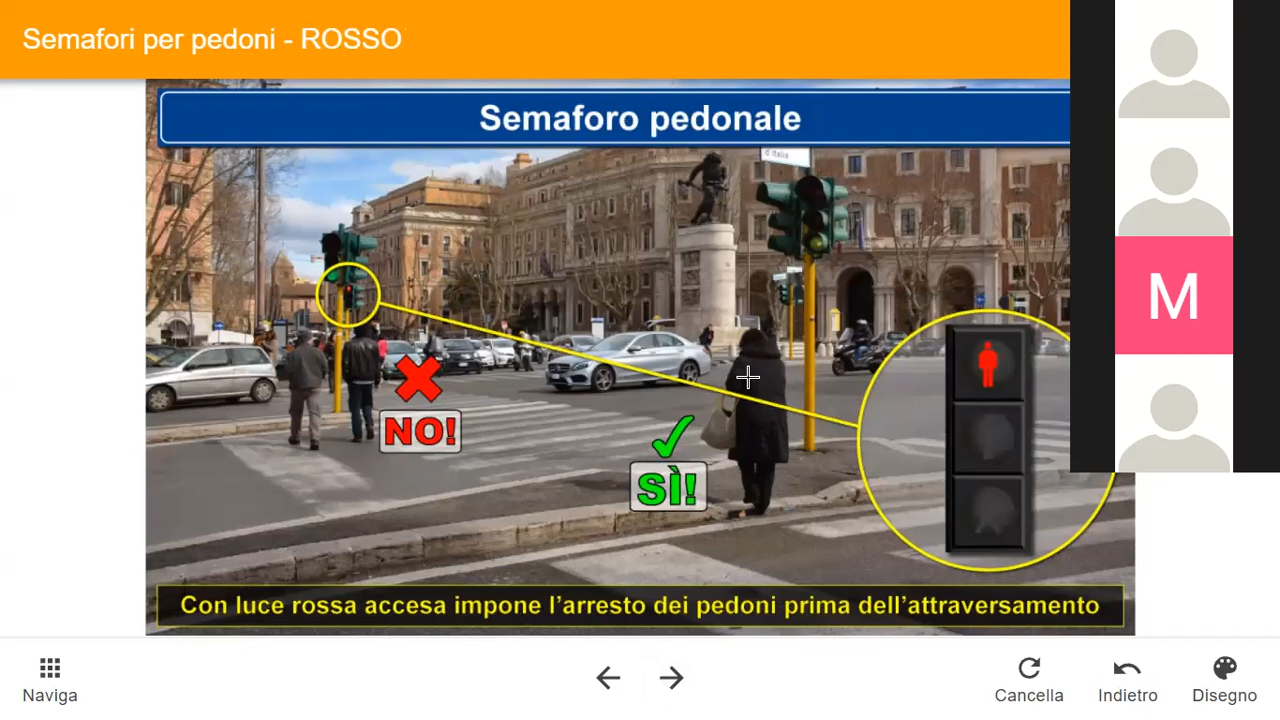 Semafori per pedoni - ROSSO
Semaforo pedonale
d'italia
M
NO!
SÌ!
Con luce rossa accesa impone l'arresto dei pedoni prima dell'attraversamento
Naviga
Cancella
Indietro
Disegno